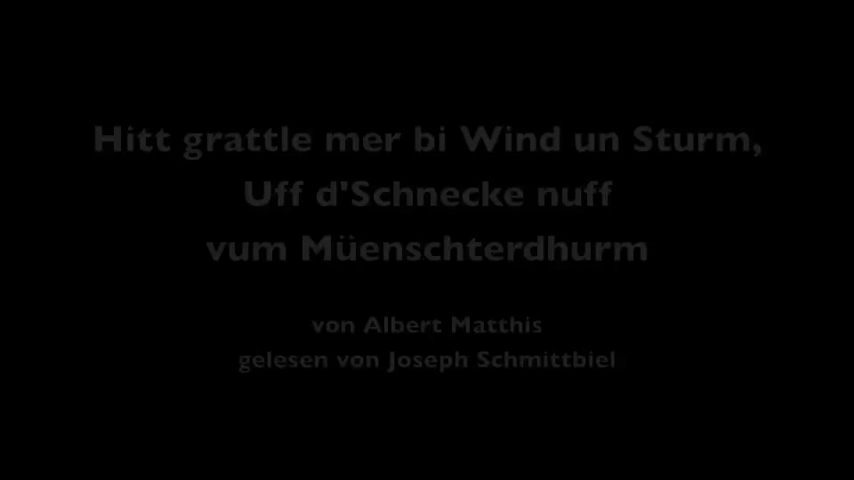 Hitt grattle mer bi Wind un Sturm,
Uff d'Schnecke nuff
vum Müenschterdhurm
von Albert Matthis
gelesen von Joseph Schmittbiel